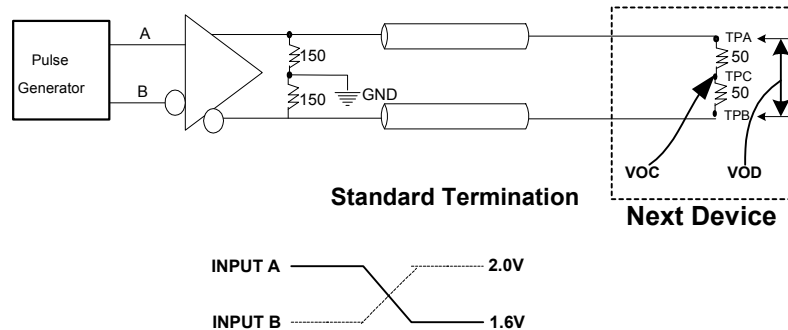 A
Pulse
Generator
B
150
150
GND
TPA
50
TPC
50
TPB
VOC
VOD
Standard Termination
Next Device
INPUT A
2.0V
INPUT B
1.6V